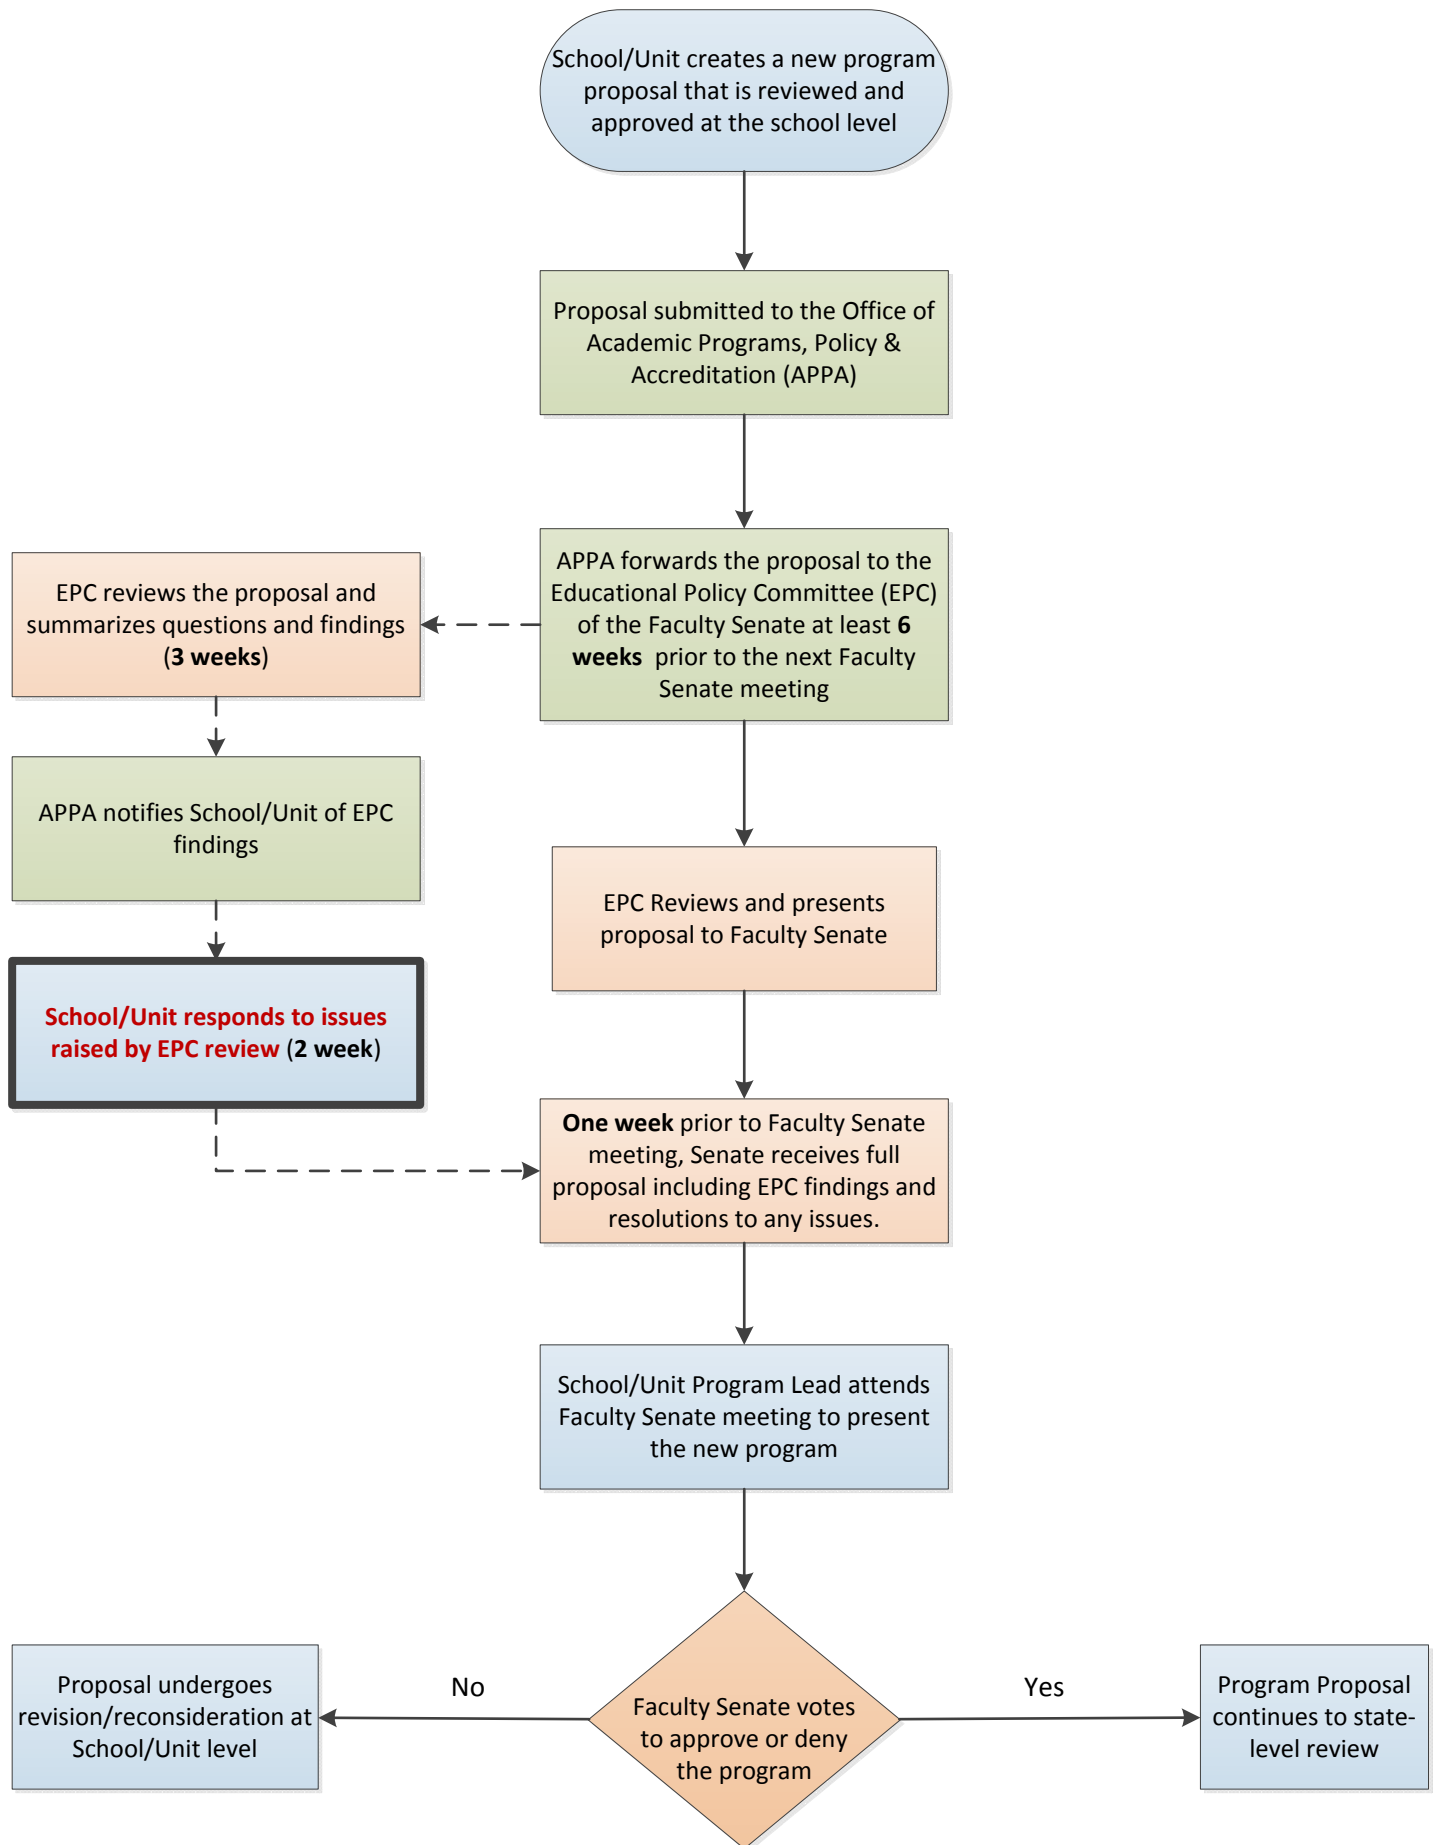 School/Unit creates a new program
proposal that is reviewed and
approved at the school level
Proposal submitted to the Office of
Academic Programs, Policy &
Accreditation (APPA)
APPA forwards the proposal to the
Educational Policy Committee (EPC)
of the Faculty Senate at least 6
weeks prior to the next Faculty
Senate meeting
EPC reviews the proposal and
summarizes questions and findings
(3 weeks)
APPA notifies School/Unit of EPC
findings
School/Unit responds to issues
raised by EPC review (2 week)
EPC Reviews and presents
proposal to Faculty Senate
One week prior to Faculty Senate
meeting, Senate receives full
proposal including EPC findings and
resolutions to any issues.
School/Unit Program Lead attends
Faculty Senate meeting to present
the new program
Faculty Senate votes
to approve or deny
the program
No
Proposal undergoes
revision/reconsideration at
School/Unit level
Yes
Program Proposal
continues to state-
level review